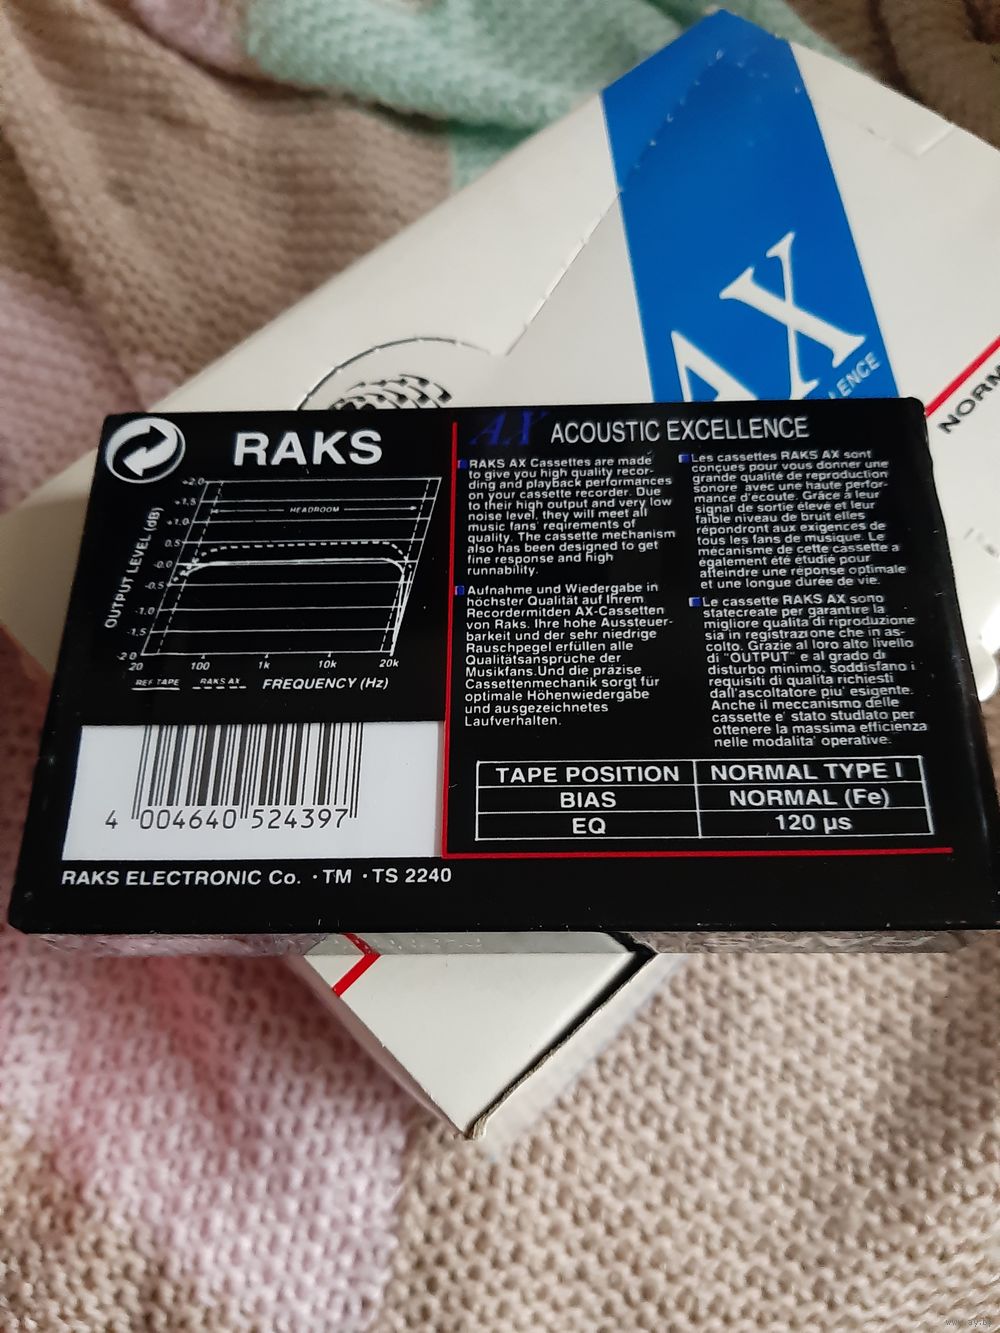 AX
LENCE
NORM
RAKS
+2.0
+1.5
+1.0
0.5
-0.0
-0.5
-1.0
-1.5
-2.0
OUTPUT LEVEL (dB)
HEADROOM
20 100 1k 10k 20k
REF TAPE RAKS AX FREQUENCY (Hz)
4 004640 524397
RAKS ELECTRONIC Co. · TM · TS 2240
AX ACOUSTIC EXCELLENCE
RAKS AX Cassettes are made
to give you high quality recor-
ding and playback performances
on your cassette recorder. Due
to their high output and very low
noise level, they will meet all
music fans' reqirements of
quality. The cassette mechanism
also has been designed to get
fine response and high
runnability.
Aufnahme und Wiedergabe in
höchster Qualität auf Ihrem
Recordermitden AX-Cassetten
von Raks. Ihre hohe Aussteuer-
barkeit und der sehr niedrige
Rauschpegel erfüllen alle
Qualitätsansprüche der
Musikfans.Und die präzise
Cassettenmechanik sorgt für
optimale Höhenwiedergabe
und ausgezeichnetes
Laufverhalten.
Les cassettes RAKS AX sont
conçues pour vous donner une
grande qualité de reproduction
sonore avec une haute perfor-
mance d'ecoute. Grâce à leur
signal de sortie élevé et leur
faible niveau de bruit elles
répondront aux exigences de
tous les fans de musique. Le
mécanisme de cette cassette a
également été étudié pour
atteindre une réponse optimale
et une longue durée de vie.
Le cassette RAKS AX sono
statecreate per garantire la
migliore qualita di riproduzione
sia in registrazione che in as-
colto. Grazie al loro alto livello
di "OUTPUT" e al grado di
disturbo minimo, soddisfano i
requisiti di qualita richiesti
dall'ascoltatore piu' esigente.
Anche il meccanismo delle
cassette e' stato studlato per
ottenere la massima efficienza
nelle modalita' operative.
TAPE POSITION NORMAL TYPE I
BIAS NORMAL (Fe)
EQ 120 µs